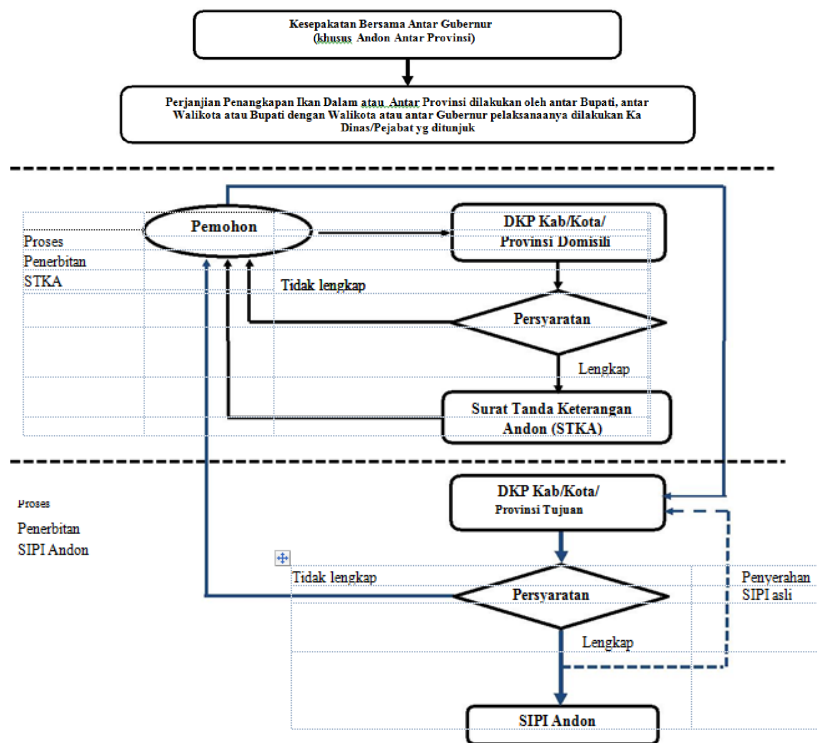 Kesepakatan Bersama Antar Gubernur
(khusus Andon Antar Provinsi)
Perjanjian Penangkapan Ikan Dalam atau Antar Provinsi dilakukan oleh antar Bupati, antar
Walikota atau Bupati dengan Walikota atau antar Gubernur pelaksanaanya dilakukan Ka
Dinas/Pejabat yg ditunjuk
Pemohon
DKP Kab/Kota/
Provinsi Domisili
Proses
Penerbitan
STKA
Tidak lengkap
Persyaratan
Lengkap
Surat Tanda Keterangan
Andon (STKA)
DKP Kab/Kota/
Provinsi Tujuan
Proses
Penerbitan
SIPI Andon
Tidak lengkap
Persyaratan
Penyerahan
SIPI asli
Lengkap
SIPI Andon